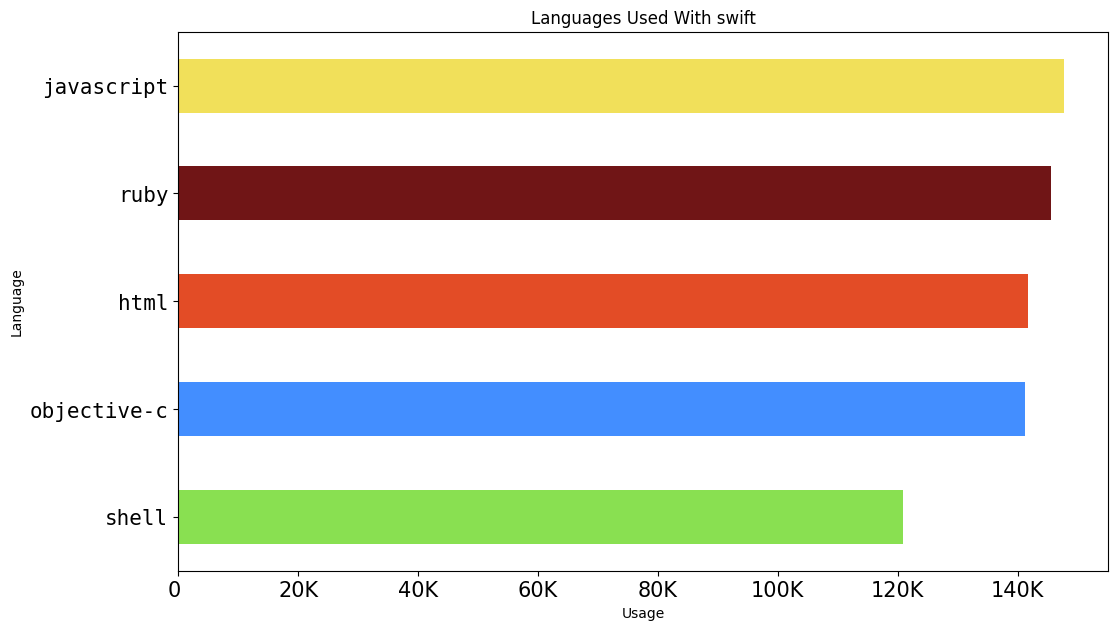 Languages Used With swift
javascript
ruby
html
objective-c
shell
Language
0 20K 40K 60K 80K 100K 120K 140K
Usage